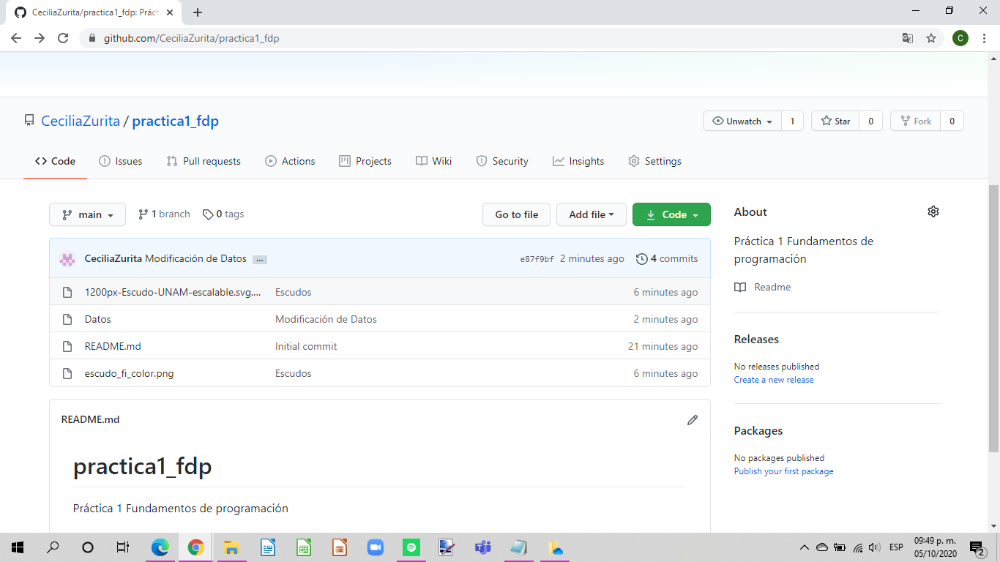 CeciliaZurita/practica1_fdp: Práct
github.com/CeciliaZurita/practica1_fdp
C
CeciliaZurita / practica1_fdp
Unwatch 1 Star 0 Fork 0
Code Issues Pull requests Actions Projects Wiki Security Insights Settings
main 1 branch 0 tags Go to file Add file Code
CeciliaZurita Modificación de Datos ... e87f9bf 2 minutes ago 4 commits
1200px-Escudo-UNAM-escalable.svg.... Escudos 6 minutes ago
Datos Modificación de Datos 2 minutes ago
README.md Initial commit 21 minutes ago
escudo_fi_color.png Escudos 6 minutes ago
README.md
practica1_fdp
Práctica 1 Fundamentos de programación
About
Práctica 1 Fundamentos de
programación
Readme
Releases
No releases published
Create a new release
Packages
No packages published
Publish your first package
ESP
09:49 p. m.
05/10/2020
2